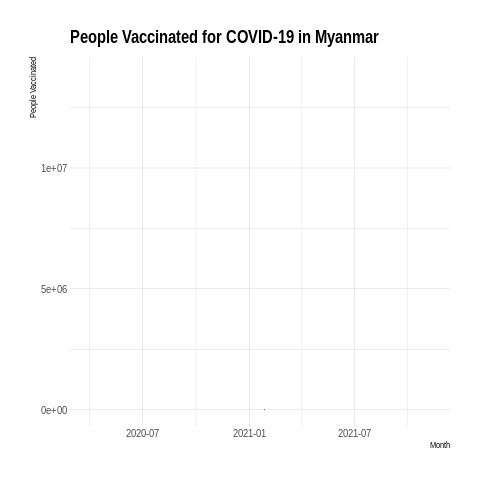 People Vaccinated for COVID-19 in Myanmar
People Vaccinated
1e+07
5e+06
0e+00
2020-07
2021-01
2021-07
Month